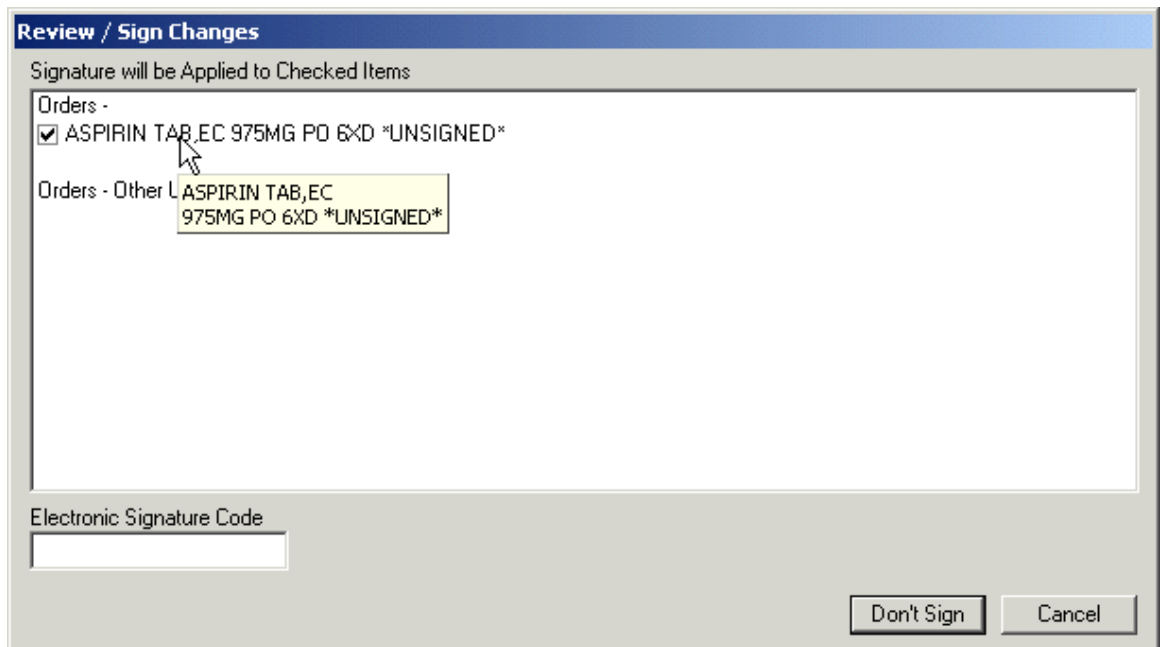 Review / Sign Changes
Signature will be Applied to Checked Items
Orders -
ASPIRIN TAB,EC 975MG PO 6XD *UNSIGNED*
Orders - Other
ASPIRIN TAB,EC
975MG PO 6XD *UNSIGNED*
Electronic Signature Code
Don't Sign Cancel